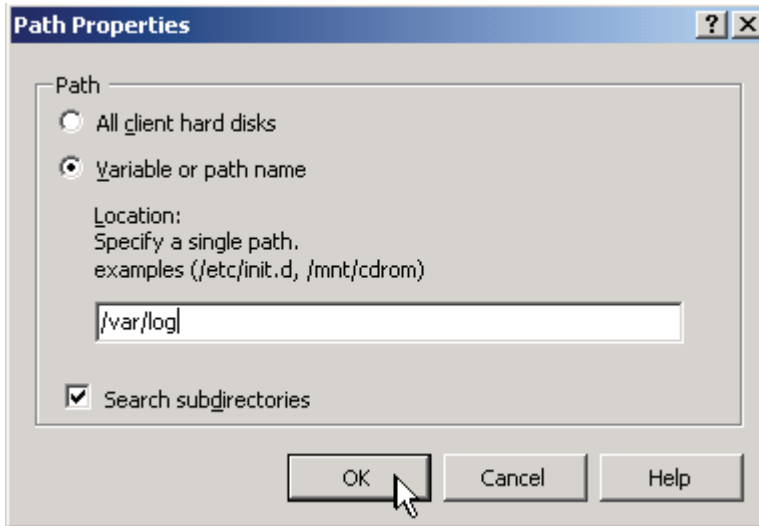 Path Properties
Path
All client hard disks
Variable or path name
Location:
Specify a single path.
examples (/etc/init.d, /mnt/cdrom)
/var/log
Search subdirectories
OK Cancel Help